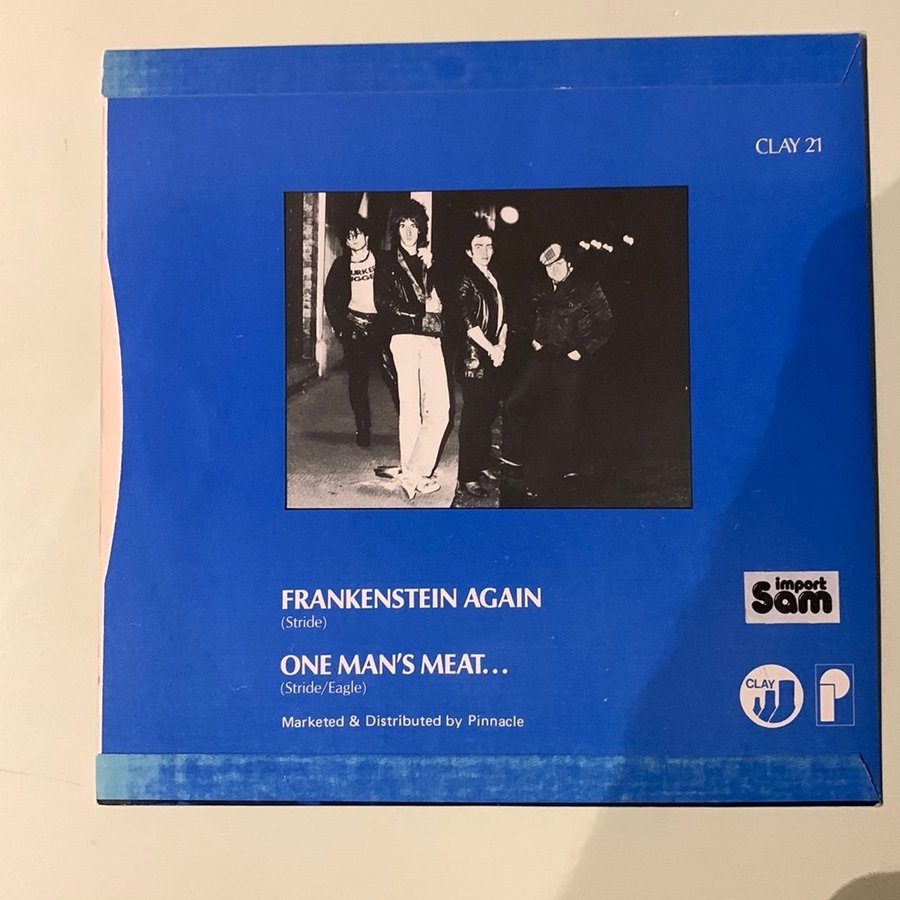 CLAY 21
FRANKENSTEIN AGAIN
(Stride)
ONE MAN'S MEAT...
(Stride/Eagle)
Marketed & Distributed by Pinnacle
import
Sam
CLAY
P